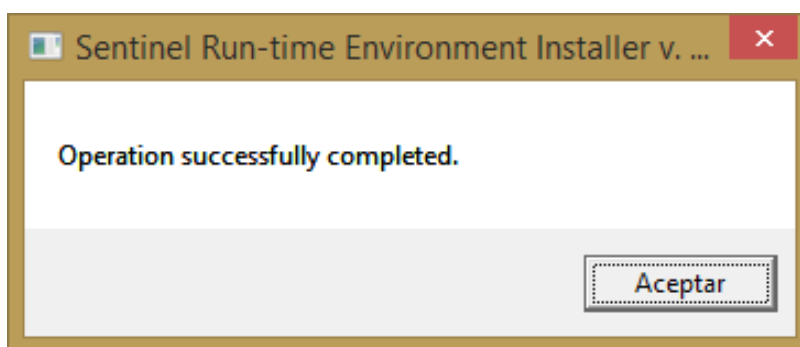 Sentinel Run-time Environment Installer v. ...
Operation successfully completed.
Aceptar